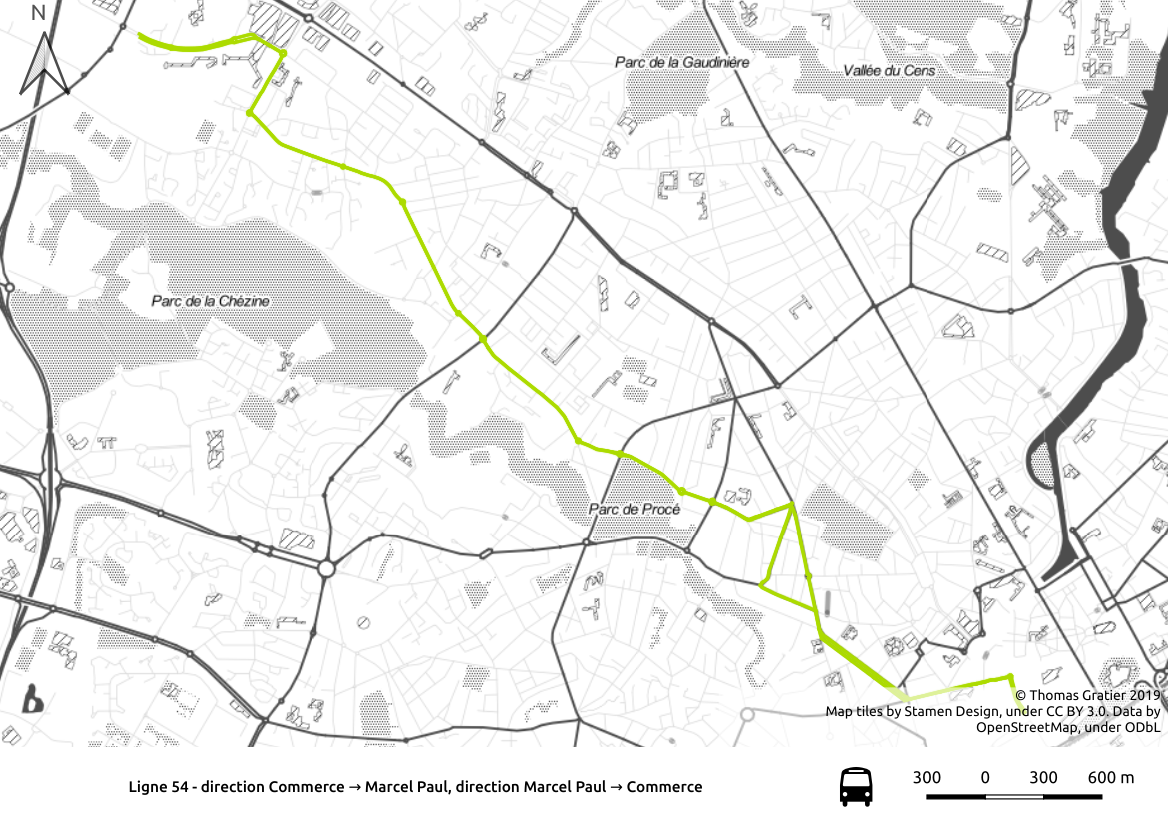 N
Parc de la Gaudinière
Vallée du Cens
Parc de la Chézine
Parc de Procé
b
© Thomas Gratier 2019
Map tiles by Stamen Design, under CC BY 3.0. Data by
OpenStreetMap, under ODbL
Ligne 54 - direction Commerce → Marcel Paul, direction Marcel Paul → Commerce
300 0 300 600 m